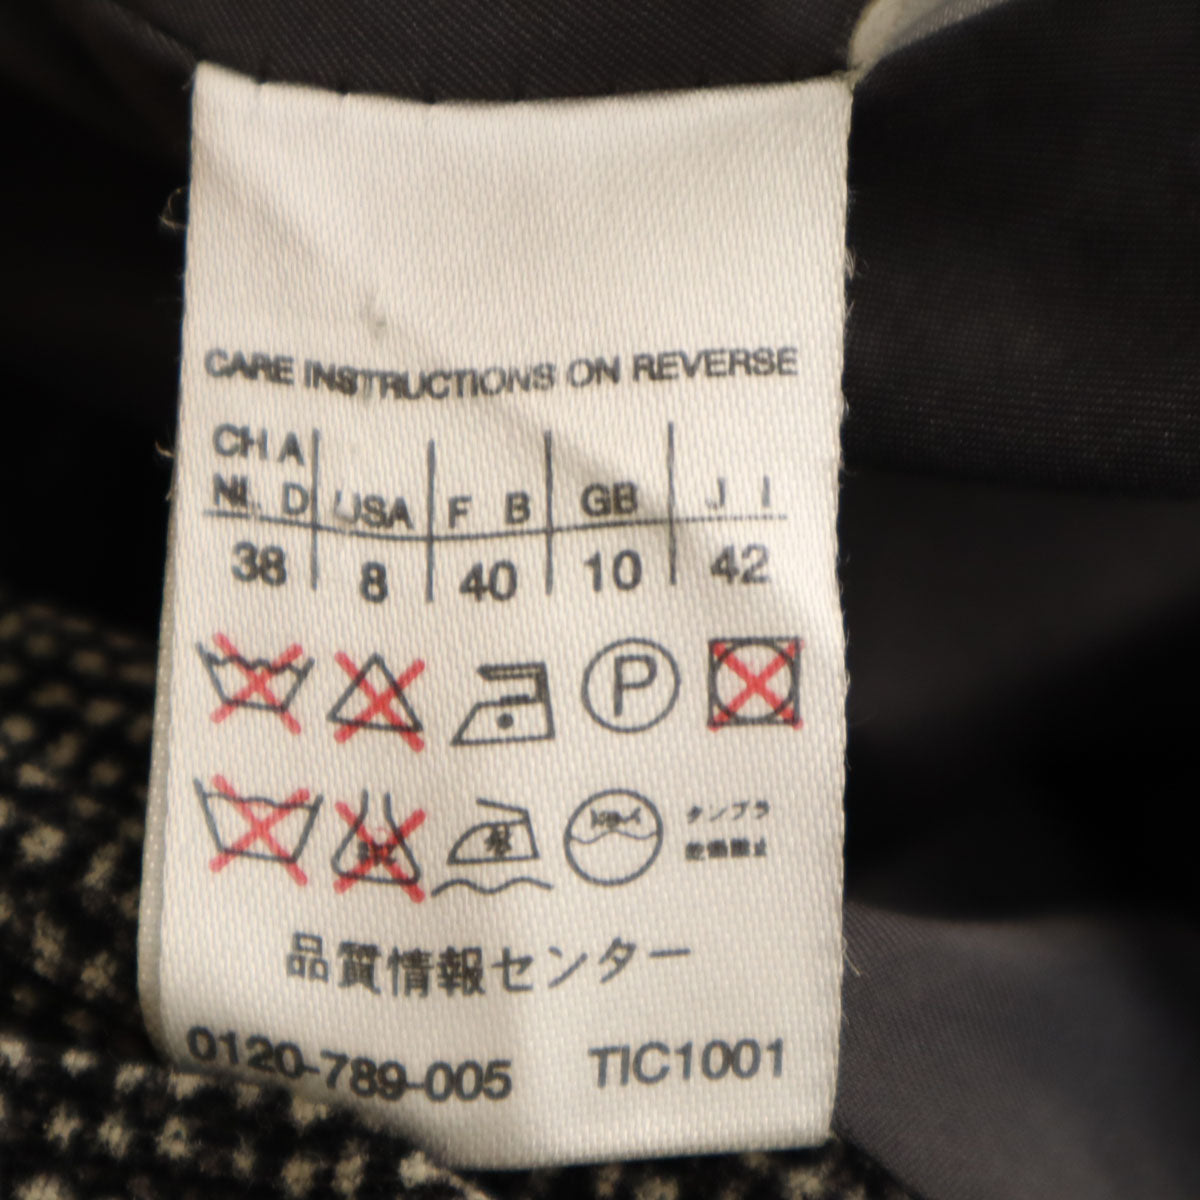 CARE INSTRUCTIONS ON REVERSE
CH A
NL D USA F B GB J I
38 8 40 10 42
P
タンブラ
乾燥禁止
品質情報センター
0120-789-005 TIC1001